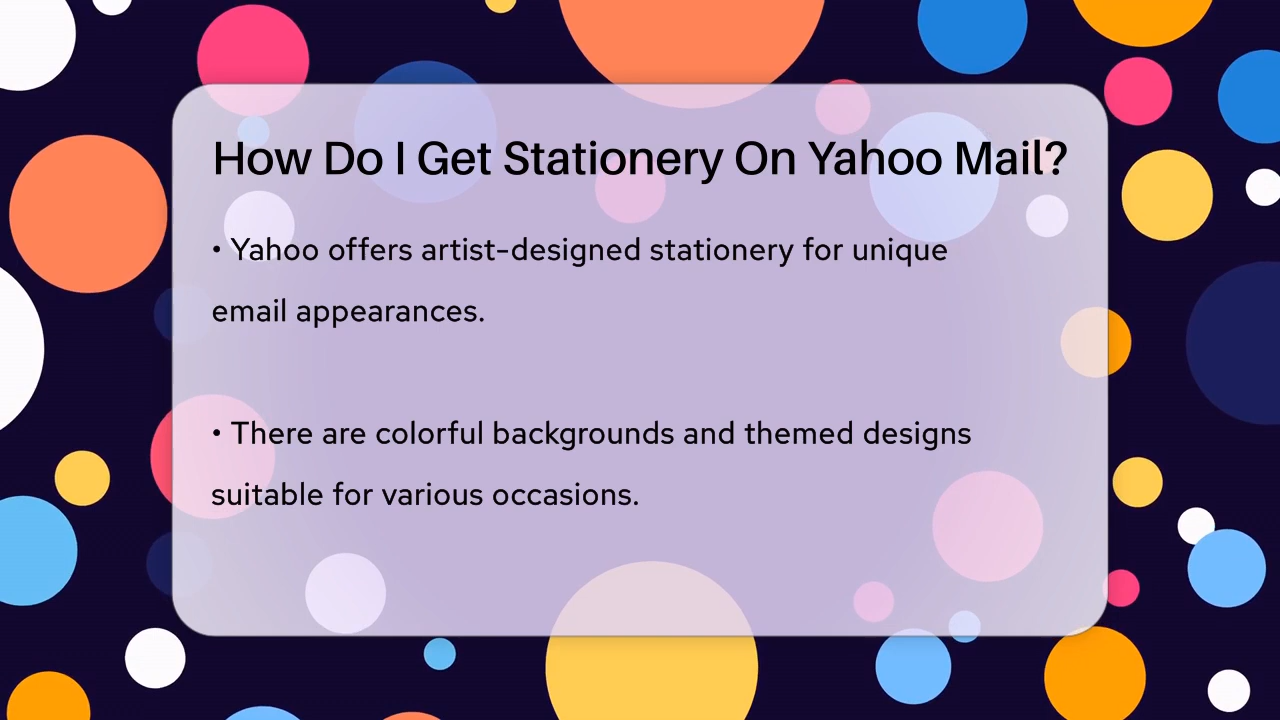 How Do I Get Stationery On Yahoo Mail?
• Yahoo offers artist-designed stationery for unique
email appearances.
• There are colorful backgrounds and themed designs
suitable for various occasions.